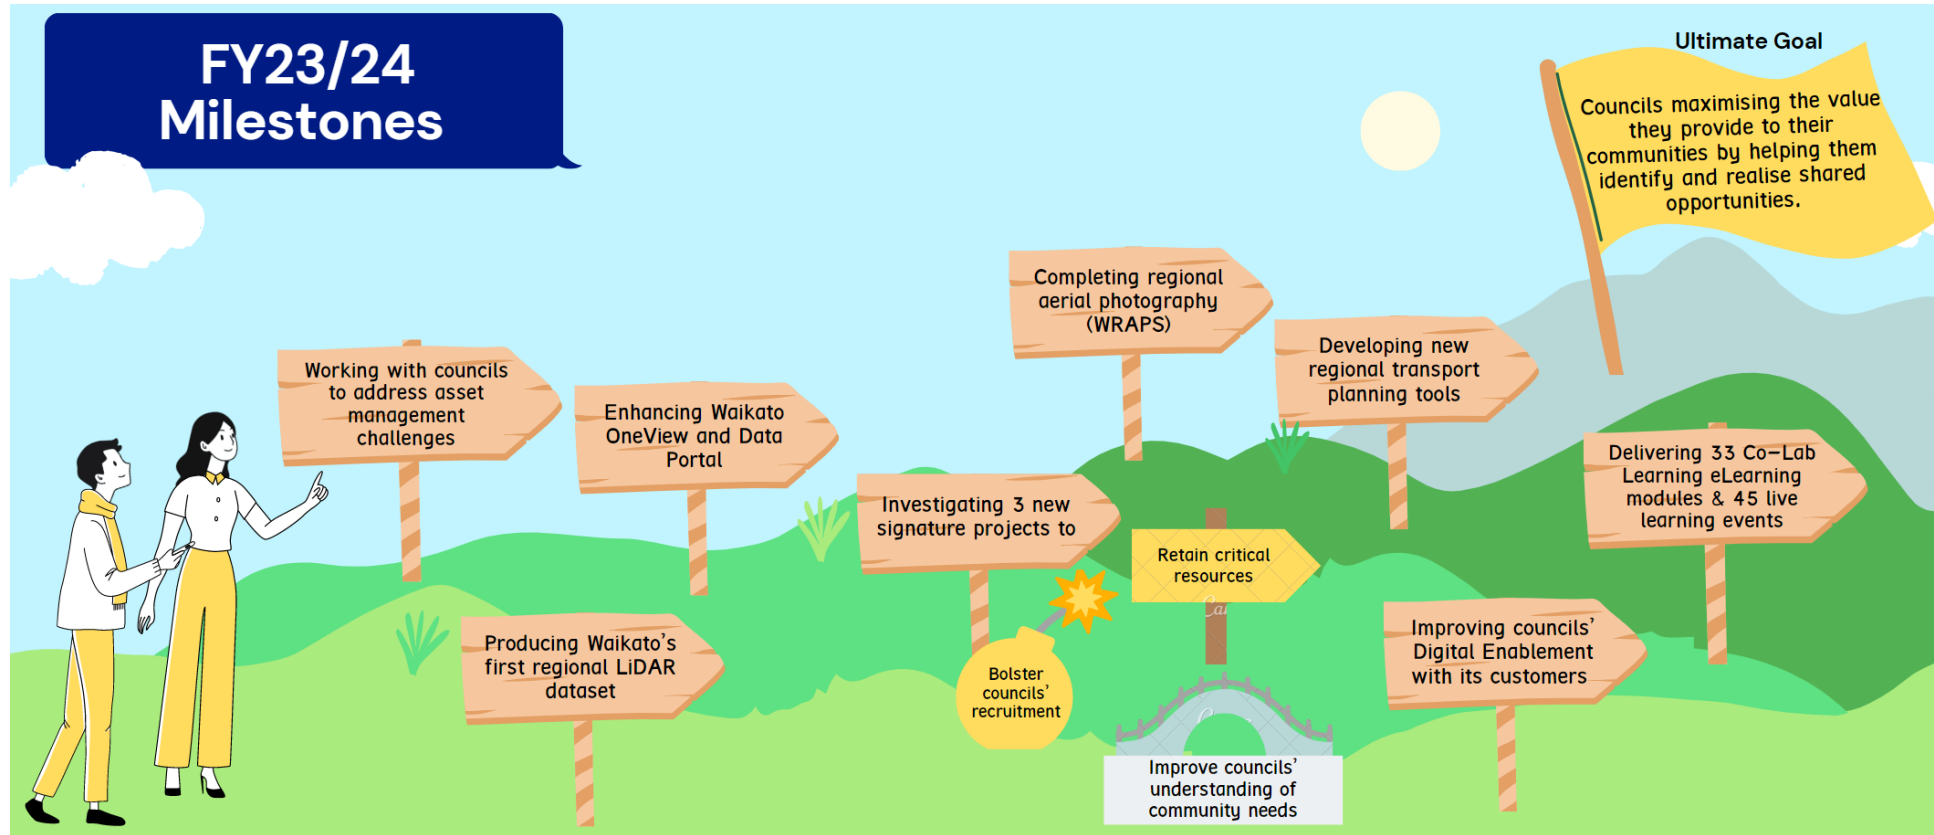 FY23/24
Milestones
Ultimate Goal
Councils maximising the value
they provide to their
communities by helping them
identify and realise shared
opportunities.
Working with councils
to address asset
management
challenges
Enhancing Waikato
OneView and Data
Portal
Producing Waikato's
first regional LiDAR
dataset
Investigating 3 new
signature projects to
Bolster
councils'
recruitment
Retain critical
resources
Improve councils'
understanding of
community needs
Completing regional
aerial photography
(WRAPS)
Developing new
regional transport
planning tools
Improving councils'
Digital Enablement
with its customers
Delivering 33 Co-Lab
Learning eLearning
modules & 45 live
learning events